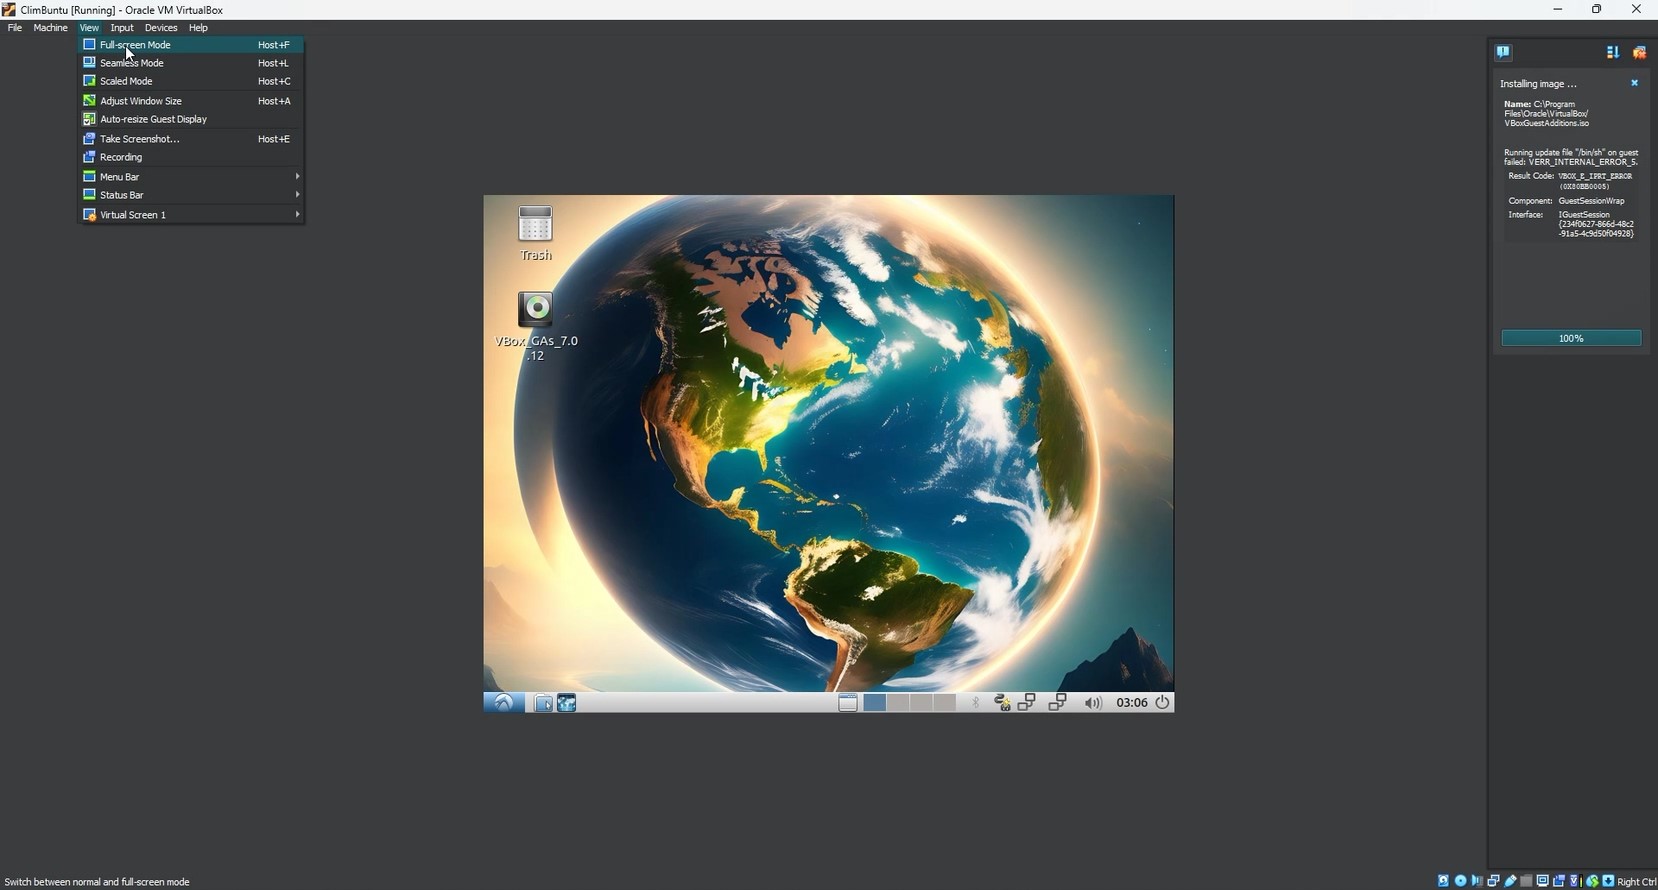 ClimBuntu [Running] - Oracle VM VirtualBox
File Machine View Input Devices Help
Full-screen Mode Host+F
Seamless Mode Host+L
Scaled Mode Host+C
Adjust Window Size Host+A
Auto-resize Guest Display
Take Screenshot... Host+E
Recording
Menu Bar
Status Bar
Virtual Screen 1
Trash
VBox_GAs_7.0
.12
03:06
Installing image ...
Name: C:\Program
Files\Oracle\VirtualBox/
VBoxGuestAdditions.iso
Running update file "/bin/sh" on guest
failed: VERR_INTERNAL_ERROR_5.
Result Code: VBOX_E_IPRT_ERROR
(0X80BB0005)
Component: GuestSessionWrap
Interface: IGuestSession
{234f0627-866d-48c2
-91a5-4c9d50f04928}
100%
Switch between normal and full-screen mode
Right Ctrl